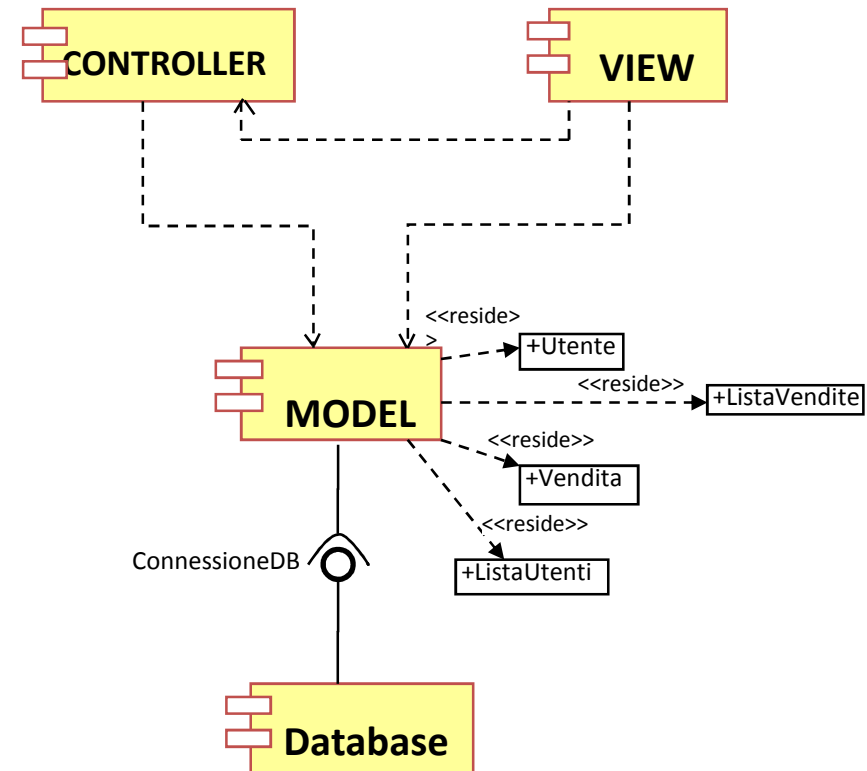 CONTROLLER
VIEW
<<reside>
>
+Utente
<<reside>>
+ListaVendite
MODEL
<<reside>>
+Vendita
<<reside>>
ConnessioneDB
+ListaUtenti
Database